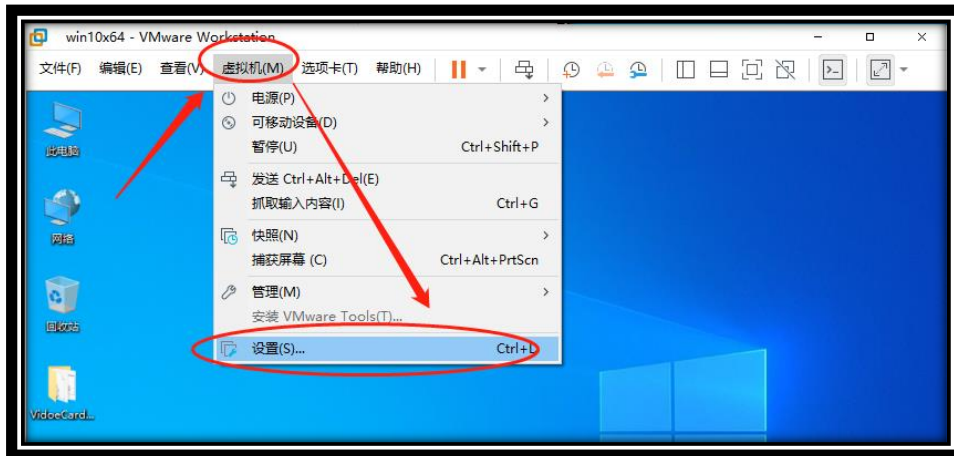 win10x64 - VMware Workstation
文件(F) 编辑(E) 查看(V) 虚拟机(M) 选项卡(T) 帮助(H)
电源(P)
可移动设备(D)
暂停(U) Ctrl+Shift+P
发送 Ctrl+Alt+Del(E)
抓取输入内容(I) Ctrl+G
快照(N)
捕获屏幕 (C) Ctrl+Alt+PrtScn
管理(M)
安装 VMware Tools(T)...
设置(S)... Ctrl+D
此电脑
网络
回收站
VidoeCard...